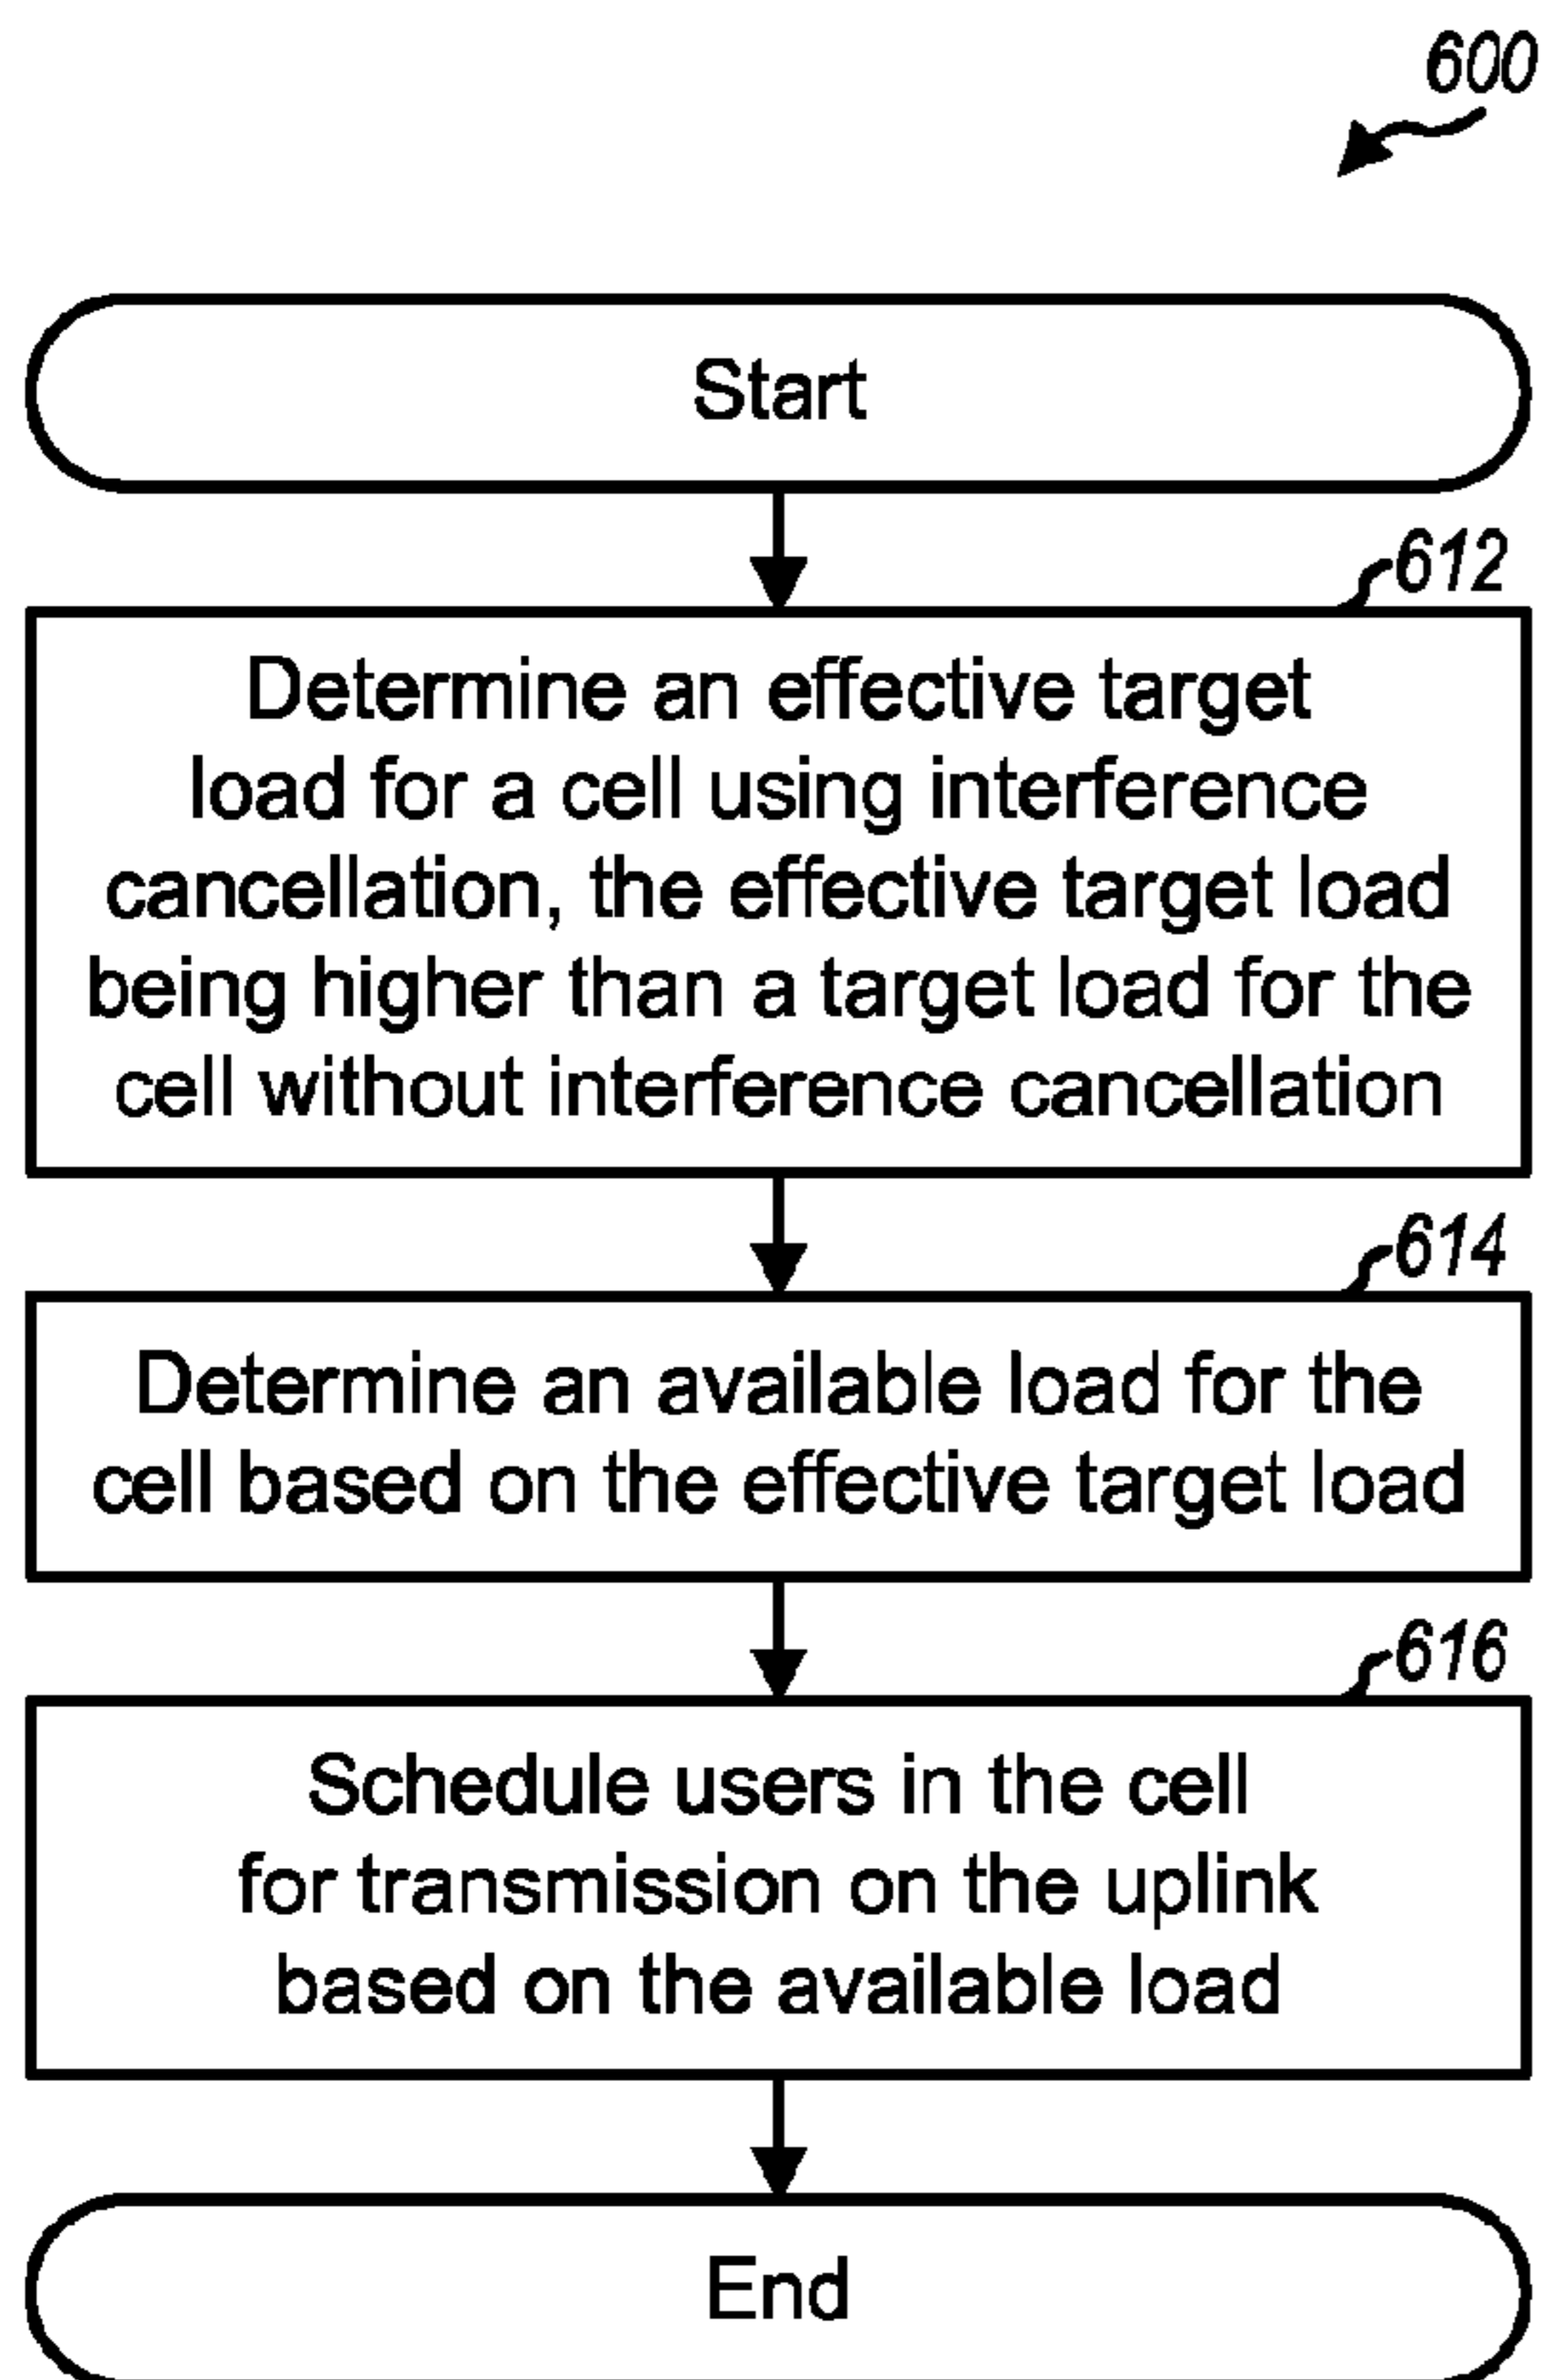 600
Start
612
Determine an effective target
load for a cell using interference
cancellation, the effective target load
being higher than a target load for the
cell without interference cancellation
614
Determine an available load for the
cell based on the effective target load
616
Schedule users in the cell
for transmission on the uplink
based on the available load
End